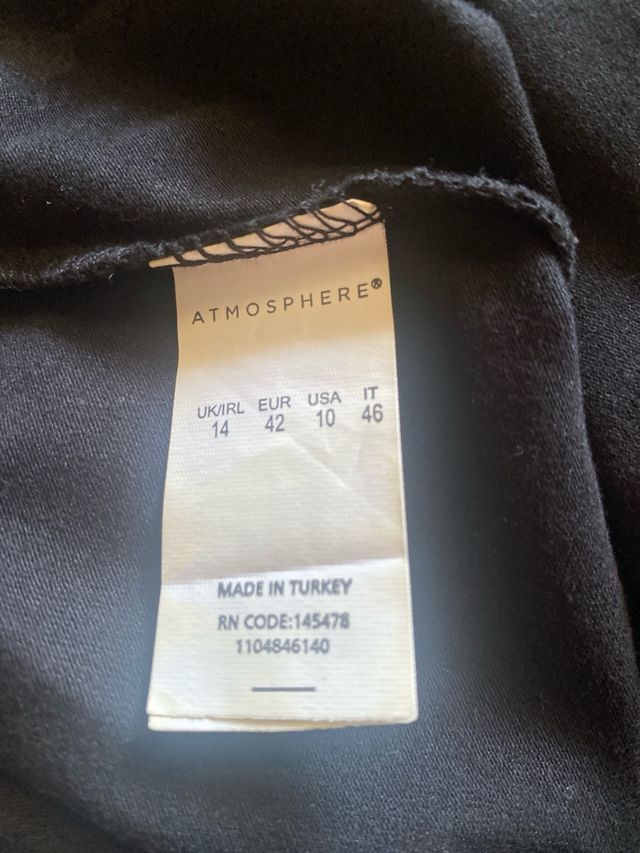 ATMOSPHERE®
UK/IRL EUR USA IT
14 42 10 46
MADE IN TURKEY
RN CODE:145478
1104846140